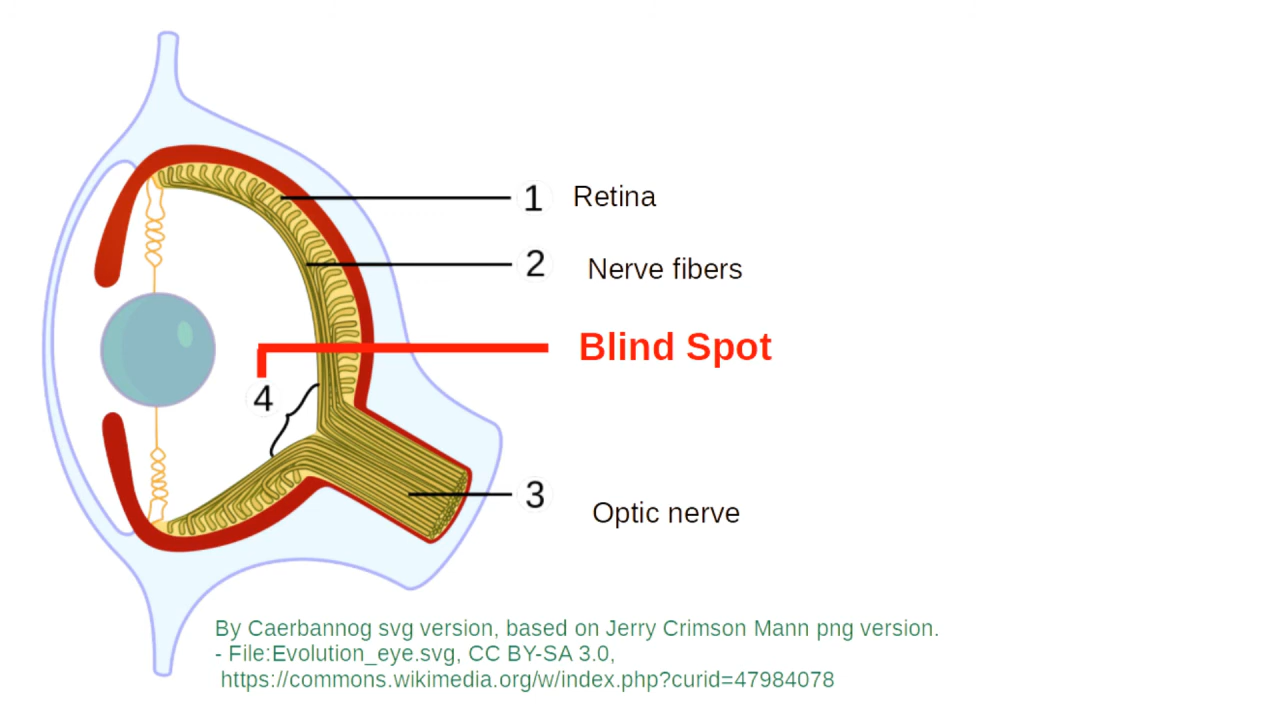 1 Retina
2 Nerve fibers
Blind Spot
4
3
Optic nerve
By Caerbannog svg version, based on Jerry Crimson Mann png version.
- File:Evolution_eye.svg, CC BY-SA 3.0,
https://commons.wikimedia.org/w/index.php?curid=47984078